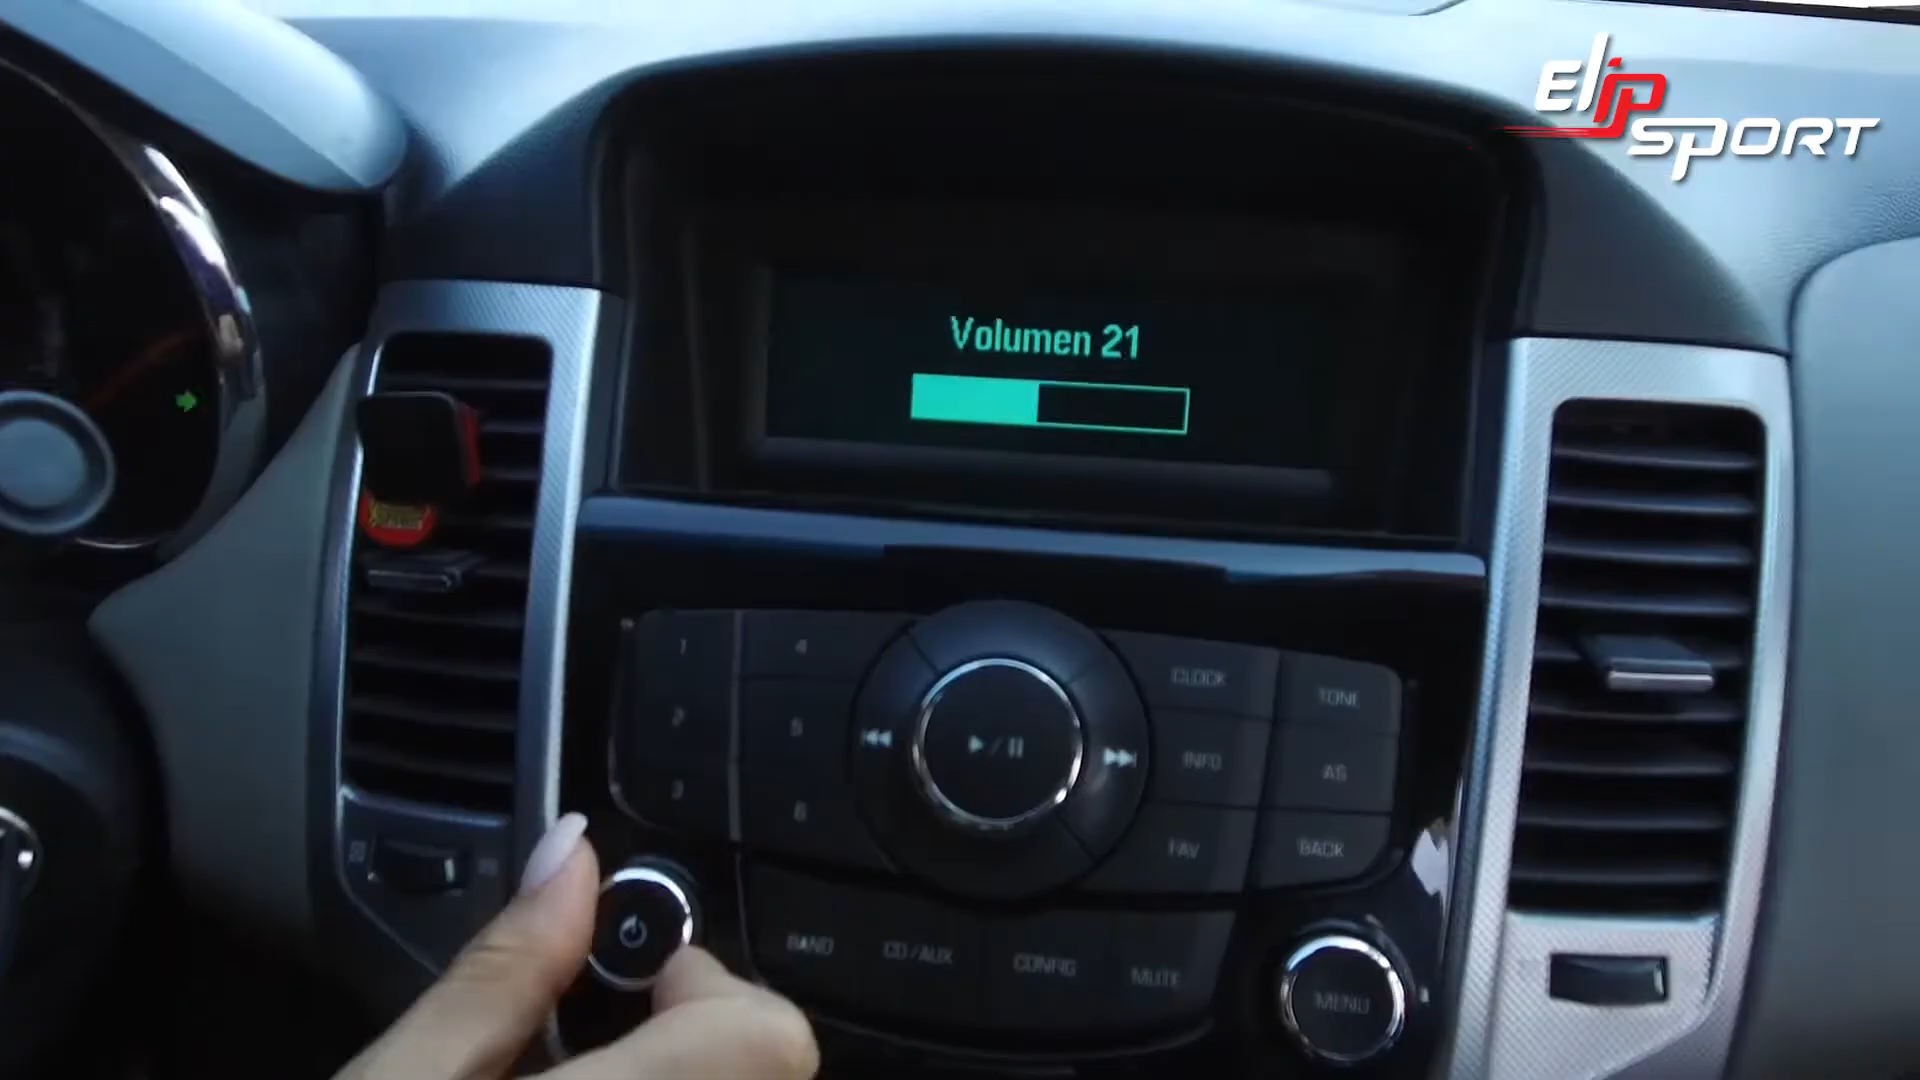 Elip
SPORT
Volumen 21
1
4
CLOCK
TONE
2
5
INFO
AS
3
6
FAV
BACK
BAND
CD/AUX
CONFIG
MUTE
MENU